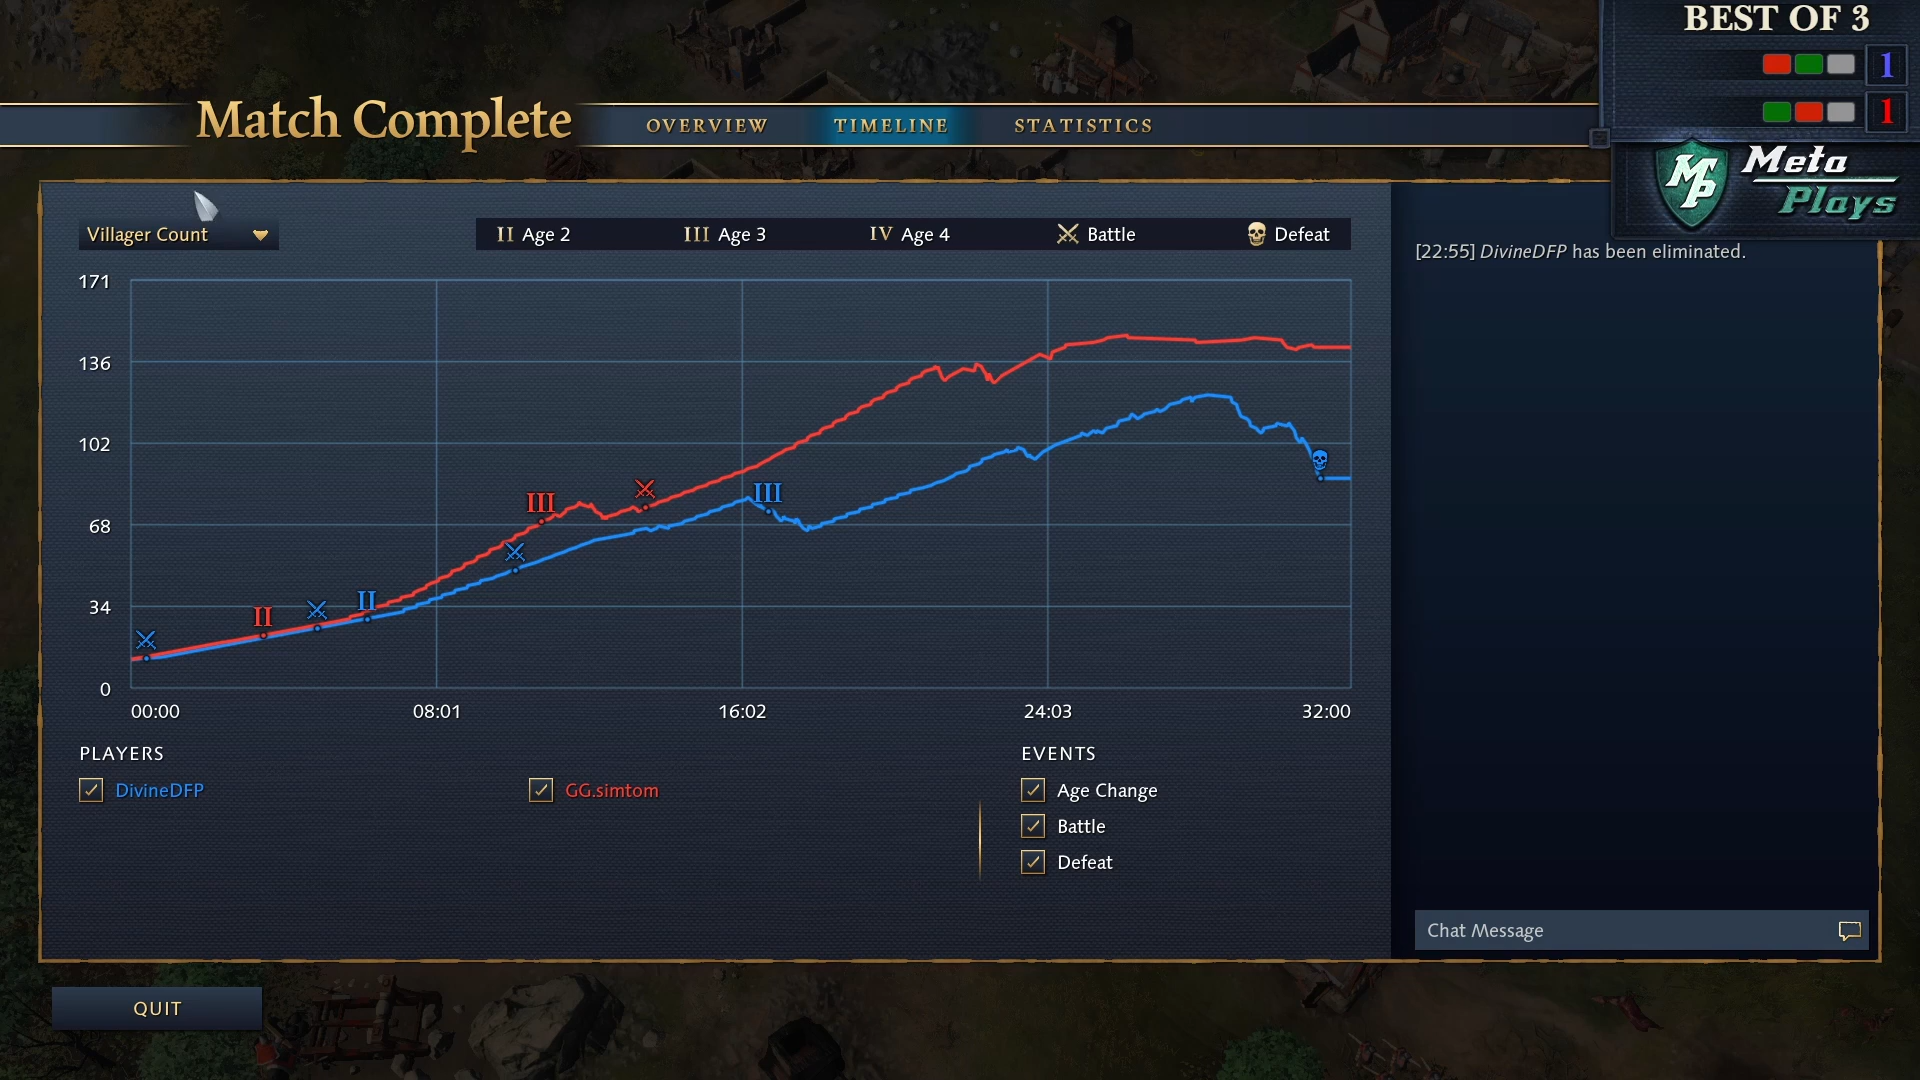 BEST OF 3
1
1
Meta
Plays
MP
Match Complete
OVERVIEW
TIMELINE
STATISTICS
Villager Count
II Age 2
III Age 3
IV Age 4
Battle
Defeat
[22:55] DivineDFP has been eliminated.
171
136
102
68
34
0
III
III
II
II
00:00
08:01
16:02
24:03
32:00
PLAYERS
DivineDFP
GG.simtom
EVENTS
Age Change
Battle
Defeat
Chat Message
QUIT